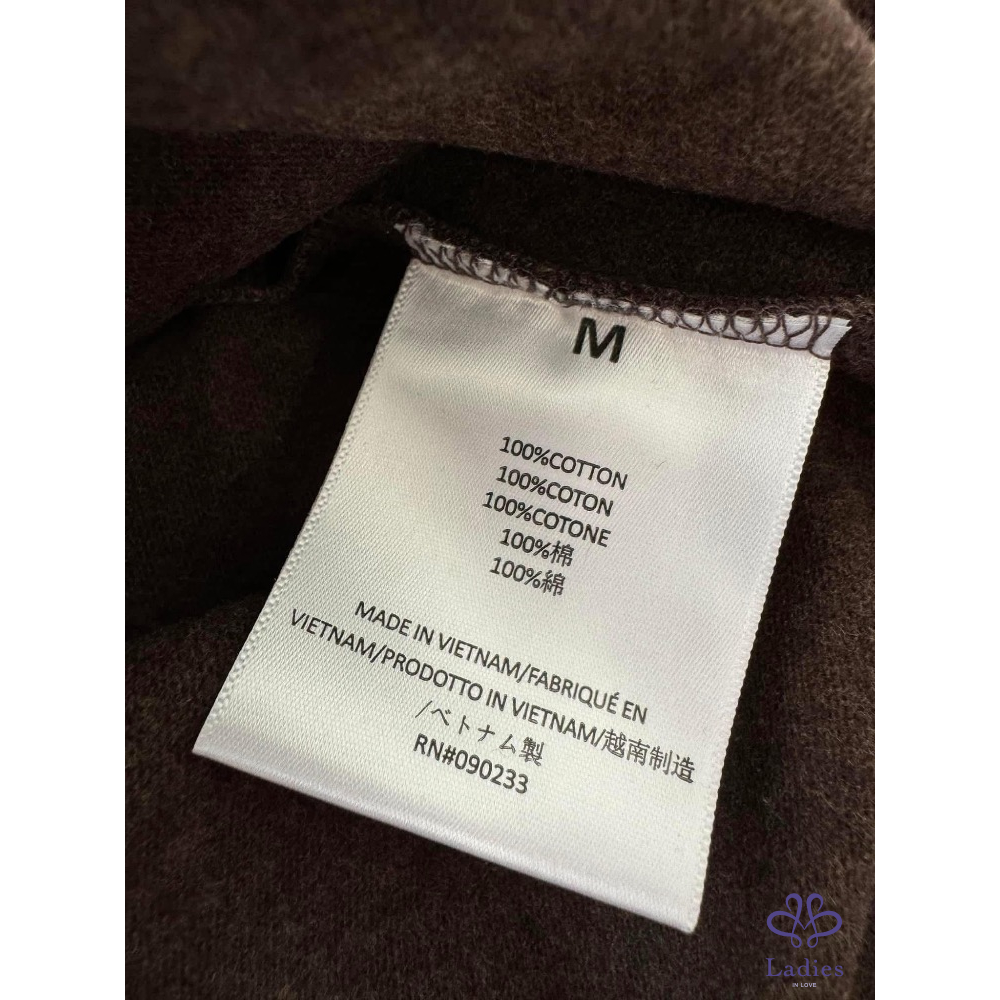 M
100%COTTON
100%COTON
100%COTONE
100%棉
100%綿
MADE IN VIETNAM/FABRIQUÉ EN
VIETNAM/PRODOTTO IN VIETNAM/越南制造
/ベトナム製
RN#090233
Ladies
IN LOVE